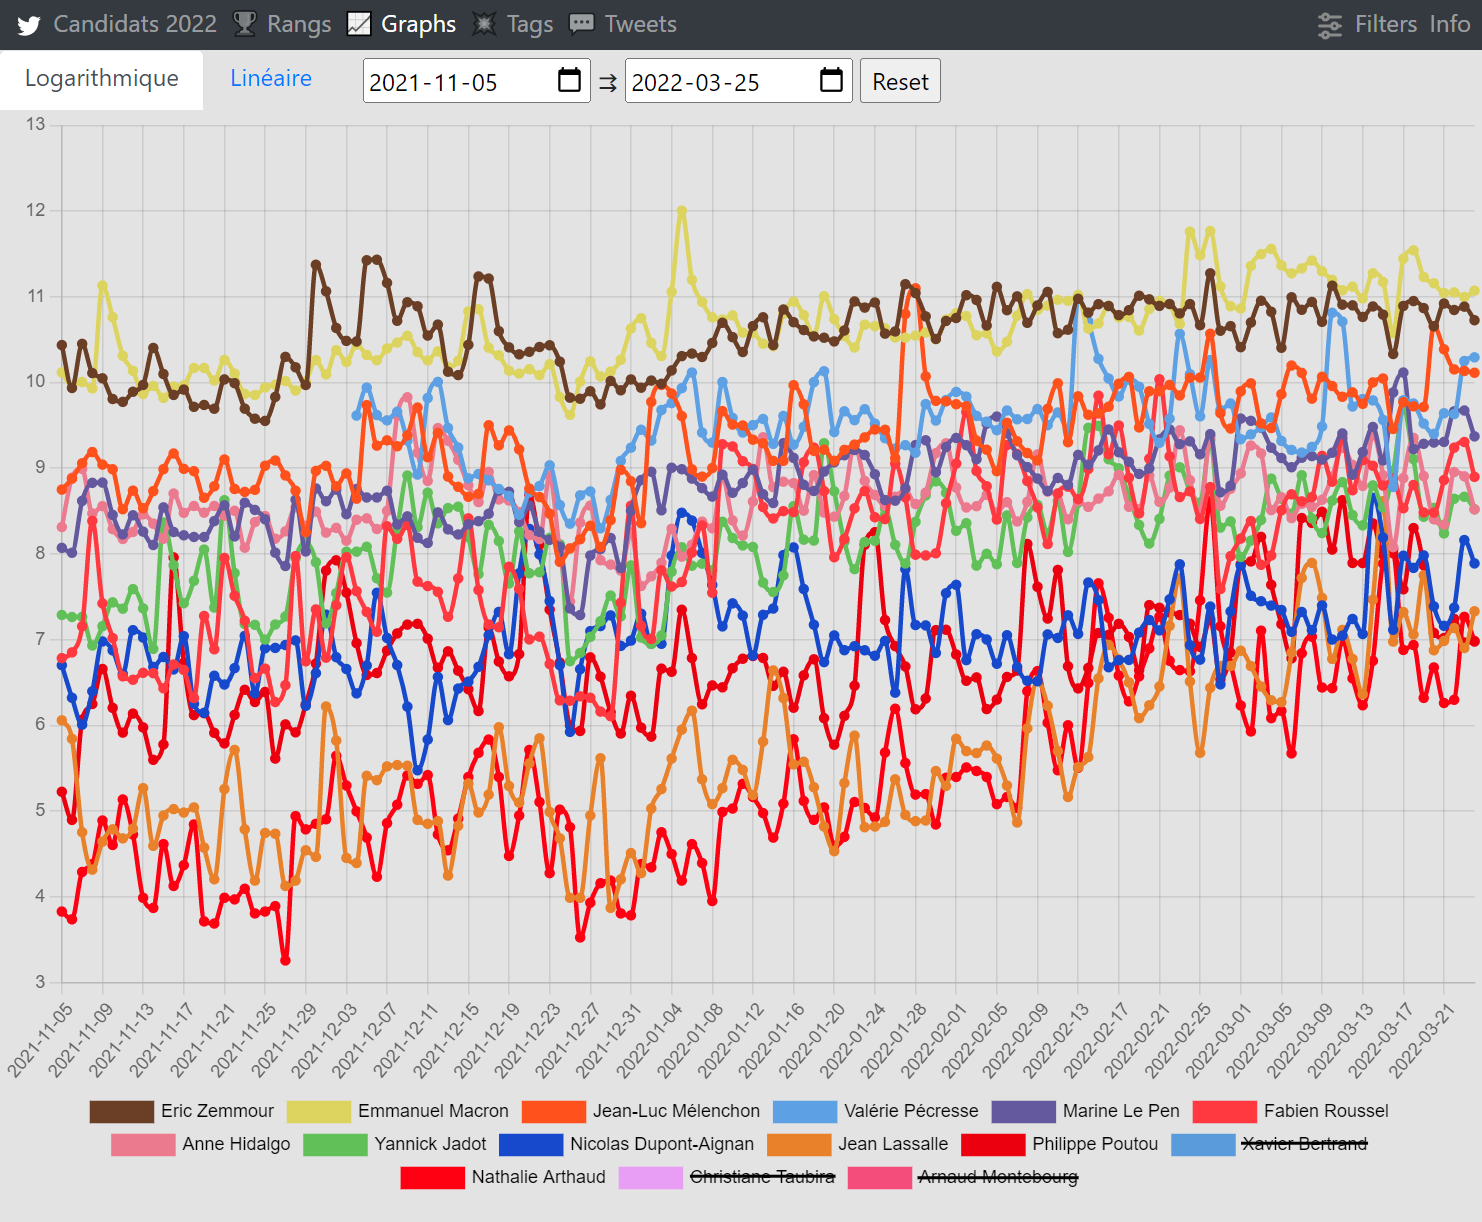 Candidats 2022 Rangs Graphs Tags Tweets Filters Info
Logarithmique Linéaire 2021-11-05 ⇉ 2022-03-25 Reset
13
12
11
10
9
8
7
6
5
4
3
2021-11-05 2021-11-09 2021-11-13 2021-11-17 2021-11-21 2021-11-25 2021-11-29 2021-12-03 2021-12-07 2021-12-11 2021-12-15 2021-12-19 2021-12-23 2021-12-27 2021-12-31 2022-01-04 2022-01-08 2022-01-12 2022-01-16 2022-01-20 2022-01-24 2022-01-28 2022-02-01 2022-02-05 2022-02-09 2022-02-13 2022-02-17 2022-02-21 2022-02-25 2022-03-01 2022-03-05 2022-03-09 2022-03-13 2022-03-17 2022-03-21
Eric Zemmour Emmanuel Macron Jean-Luc Mélenchon Valérie Pécresse Marine Le Pen Fabien Roussel
Anne Hidalgo Yannick Jadot Nicolas Dupont-Aignan Jean Lassalle Philippe Poutou Xavier Bertrand
Nathalie Arthaud Christiane Taubira Arnaud Montebourg